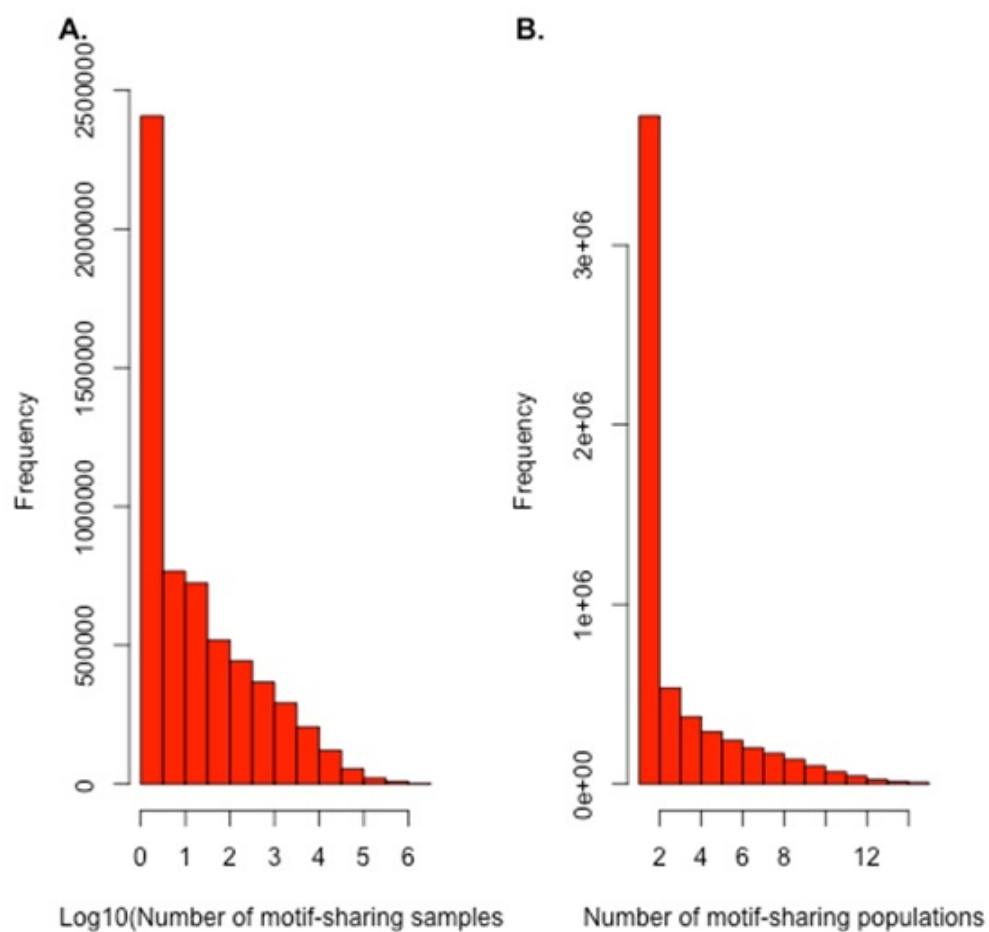 A.
Frequency
2500000
2000000
1500000
1000000
500000
0
0 1 2 3 4 5 6
Log10(Number of motif-sharing samples
B.
Frequency
3e+06
2e+06
1e+06
0e+00
2 4 6 8 12
Number of motif-sharing populations